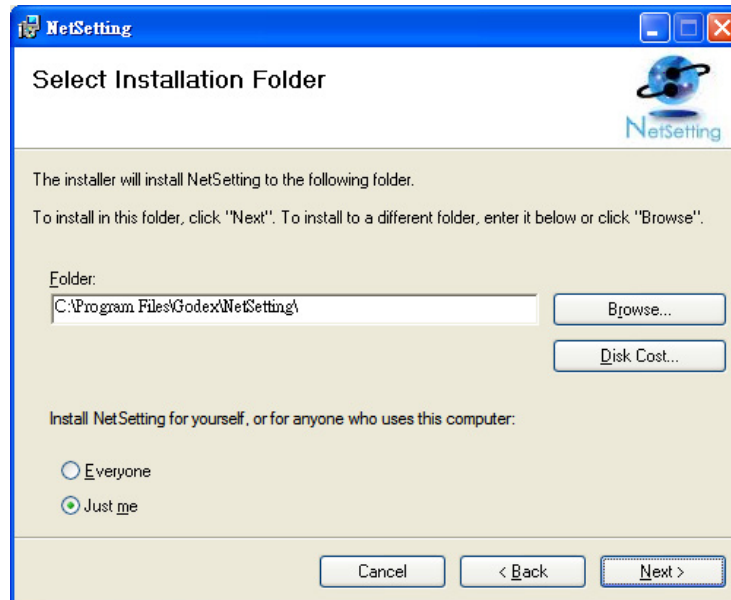 NetSetting
Select Installation Folder
NetSetting
The installer will install NetSetting to the following folder.
To install in this folder, click "Next". To install to a different folder, enter it below or click "Browse".
Folder:
C:\Program Files\Godex\NetSetting\
Browse...
Disk Cost...
Install NetSetting for yourself, or for anyone who uses this computer:
Everyone
Just me
Cancel
< Back
Next >